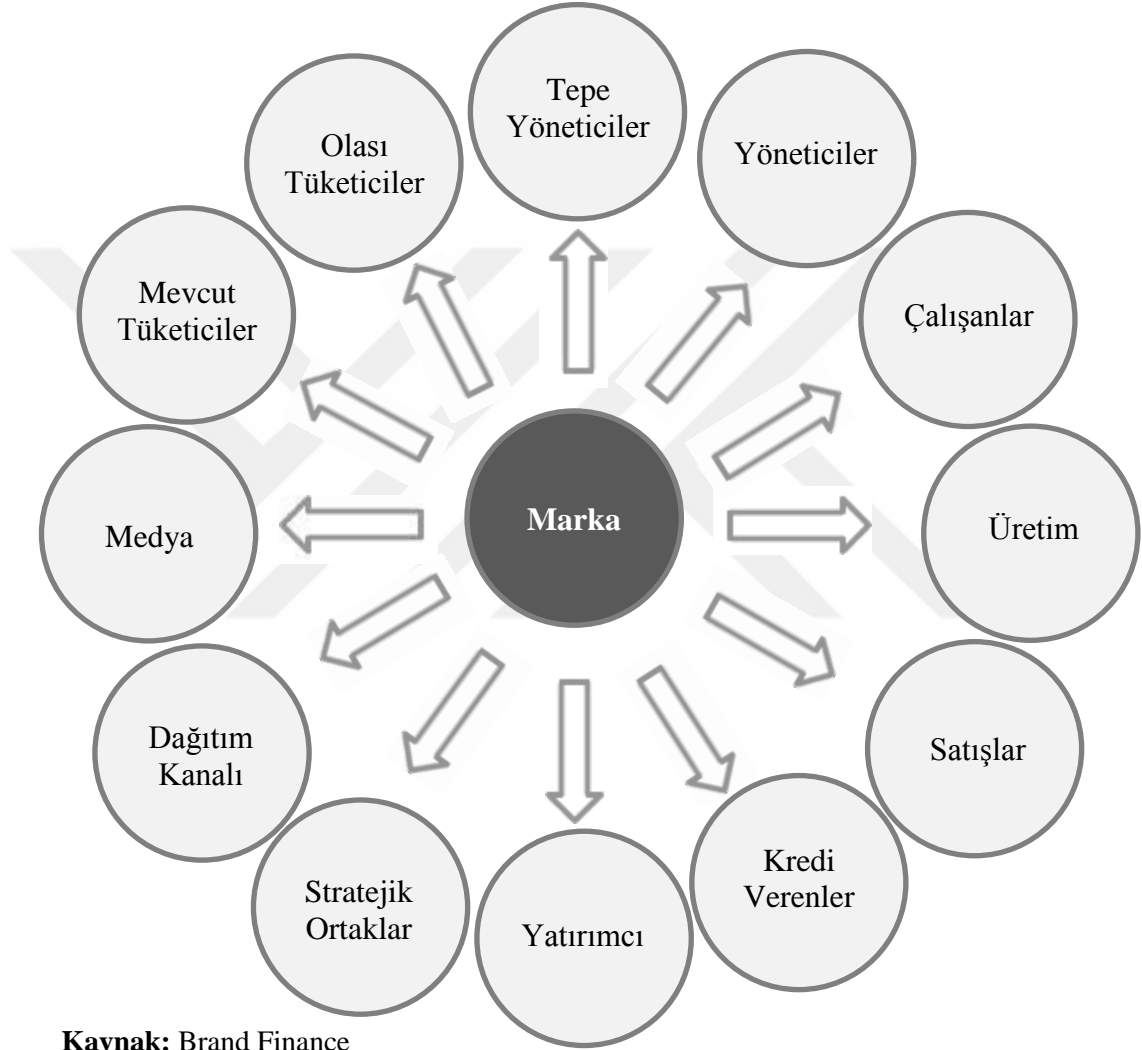 Tepe
Yöneticiler
Yöneticiler
Çalışanlar
Üretim
Satışlar
Kredi
Verenler
Yatırımcı
Stratejik
Ortaklar
Dağıtım
Kanalı
Medya
Mevcut
Tüketiciler
Olası
Tüketiciler
Marka
Kaynak: Brand Finance